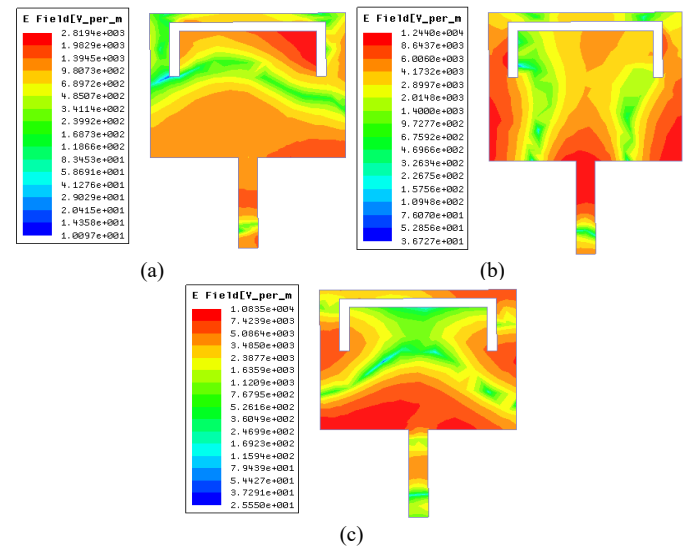 E Field[V_per_m
2.8194e+003
1.9829e+003
1.3945e+003
9.8073e+002
6.8972e+002
4.8507e+002
3.4114e+002
2.3992e+002
1.6873e+002
1.1866e+002
8.3453e+001
5.8691e+001
4.1276e+001
2.9029e+001
2.0415e+001
1.4358e+001
1.0097e+001
(a)
E Field[V_per_m
1.2440e+004
8.6437e+003
6.0060e+003
4.1732e+003
2.8997e+003
2.0148e+003
1.4000e+003
9.7277e+002
6.7592e+002
4.6966e+002
3.2634e+002
2.2675e+002
1.5756e+002
1.0948e+002
7.6070e+001
5.2856e+001
3.6727e+001
(b)
E Field[V_per_m
1.0835e+004
7.4239e+003
5.0864e+003
3.4850e+003
2.3877e+003
1.6359e+003
1.1209e+003
7.6795e+002
5.2616e+002
3.6049e+002
2.4699e+002
1.6923e+002
1.1594e+002
7.9439e+001
5.4427e+001
3.7291e+001
2.5550e+001
(c)